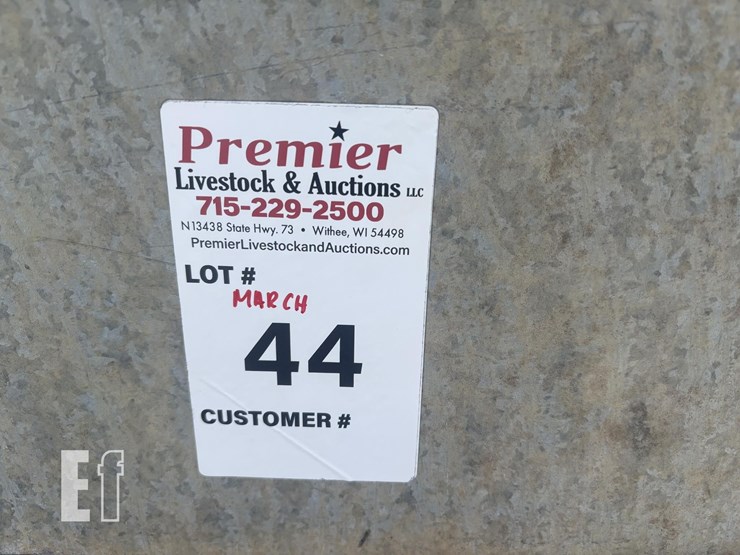 Premier
Livestock & Auctions LLC
715-229-2500
N13438 State Hwy. 73 • Withee, WI 54498
PremierLivestockandAuctions.com
LOT #
MARCH
44
CUSTOMER #
Ef